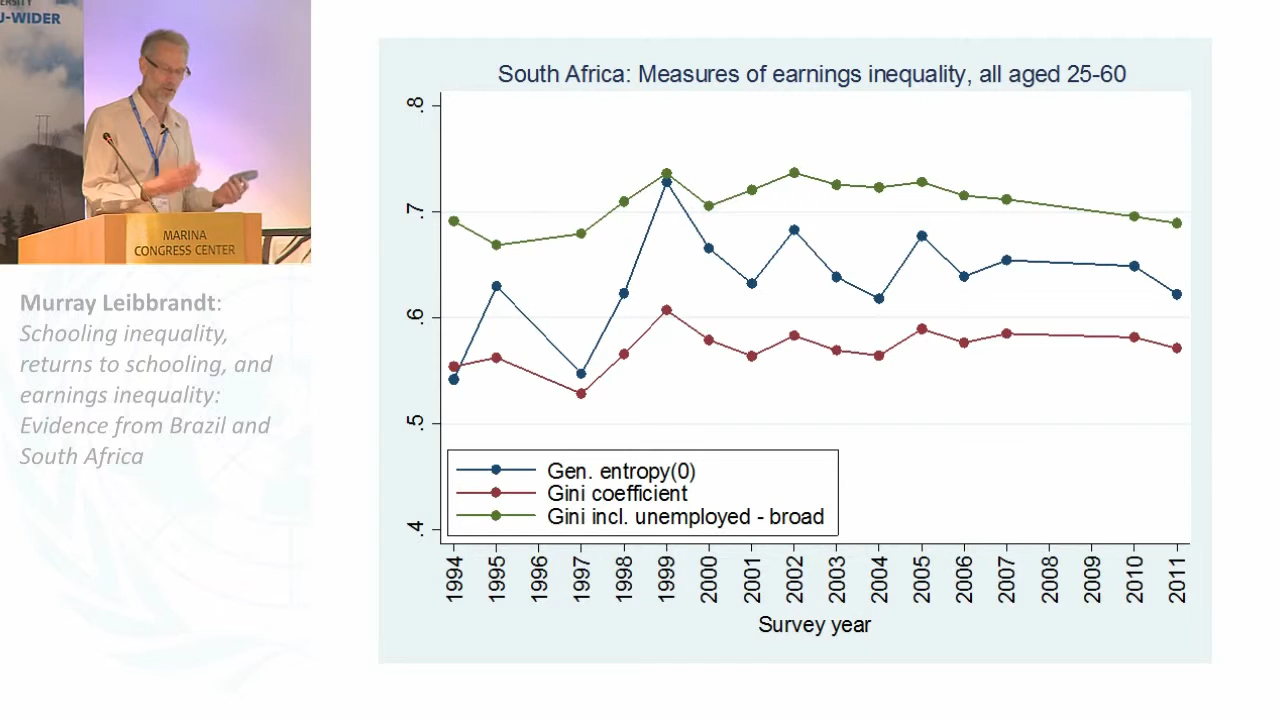 U-WIDER
MARINA
CONGRESS CENTER
Murray Leibbrandt:
Schooling inequality,
returns to schooling, and
earnings inequality:
Evidence from Brazil and
South Africa
South Africa: Measures of earnings inequality, all aged 25-60
.8
.7
.6
.5
.4
Gen. entropy(0)
Gini coefficient
Gini incl. unemployed - broad
1994 1995 1996 1997 1998 1999 2000 2001 2002 2003 2004 2005 2006 2007 2008 2009 2010 2011
Survey year